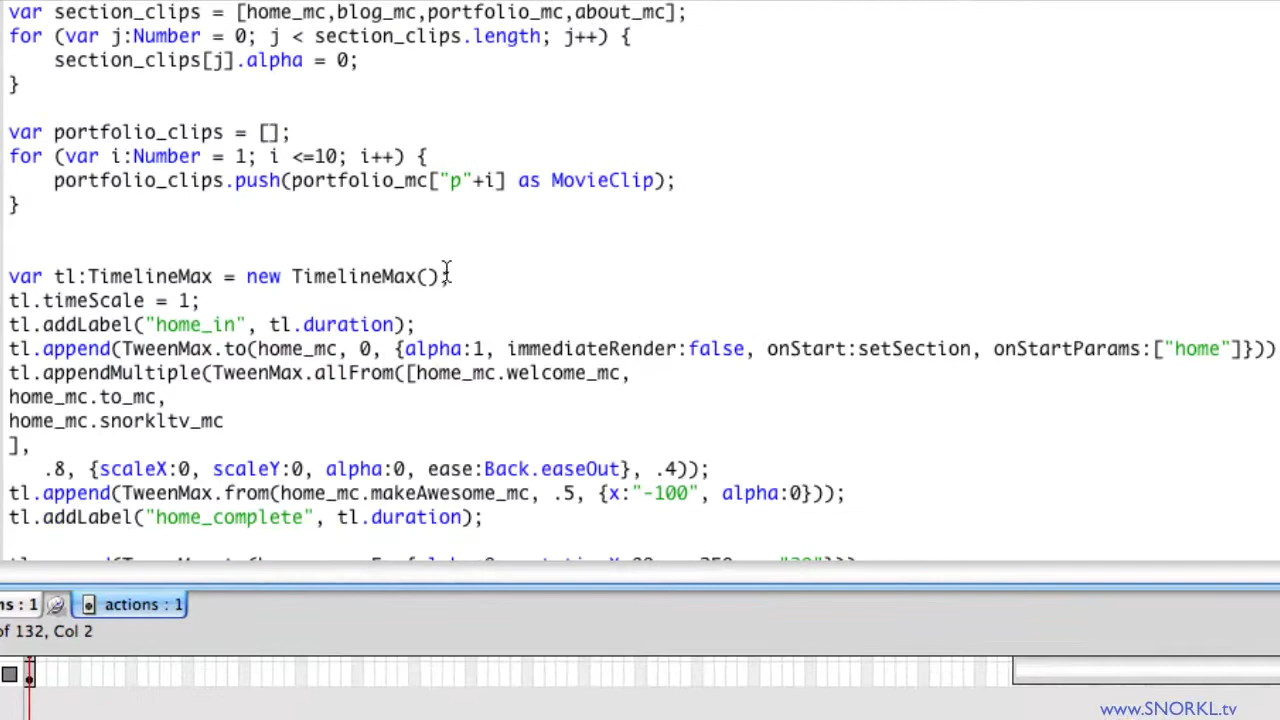 var section_clips = [home_mc,blog_mc,portfolio_mc,about_mc];
for (var j:Number = 0; j < section_clips.length; j++) {
section_clips[j].alpha = 0;
}
var portfolio_clips = [];
for (var i:Number = 1; i <=10; i++) {
portfolio_clips.push(portfolio_mc["p"+i] as MovieClip);
}
var tl:TimelineMax = new TimelineMax();
tl.timeScale = 1;
tl.addLabel("home_in", tl.duration);
tl.append(TweenMax.to(home_mc, 0, {alpha:1, immediateRender:false, onStart:setSection, onStartParams:["home"]}))
tl.appendMultiple(TweenMax.allFrom([home_mc.welcome_mc,
home_mc.to_mc,
home_mc.snorkltv_mc
],
.8, {scaleX:0, scaleY:0, alpha:0, ease:Back.easeOut}, .4));
tl.append(TweenMax.from(home_mc.makeAwesome_mc, .5, {x:"-100", alpha:0}));
tl.addLabel("home_complete", tl.duration);
ns : 1 actions : 1
of 132, Col 2
www.SNORKL.tv